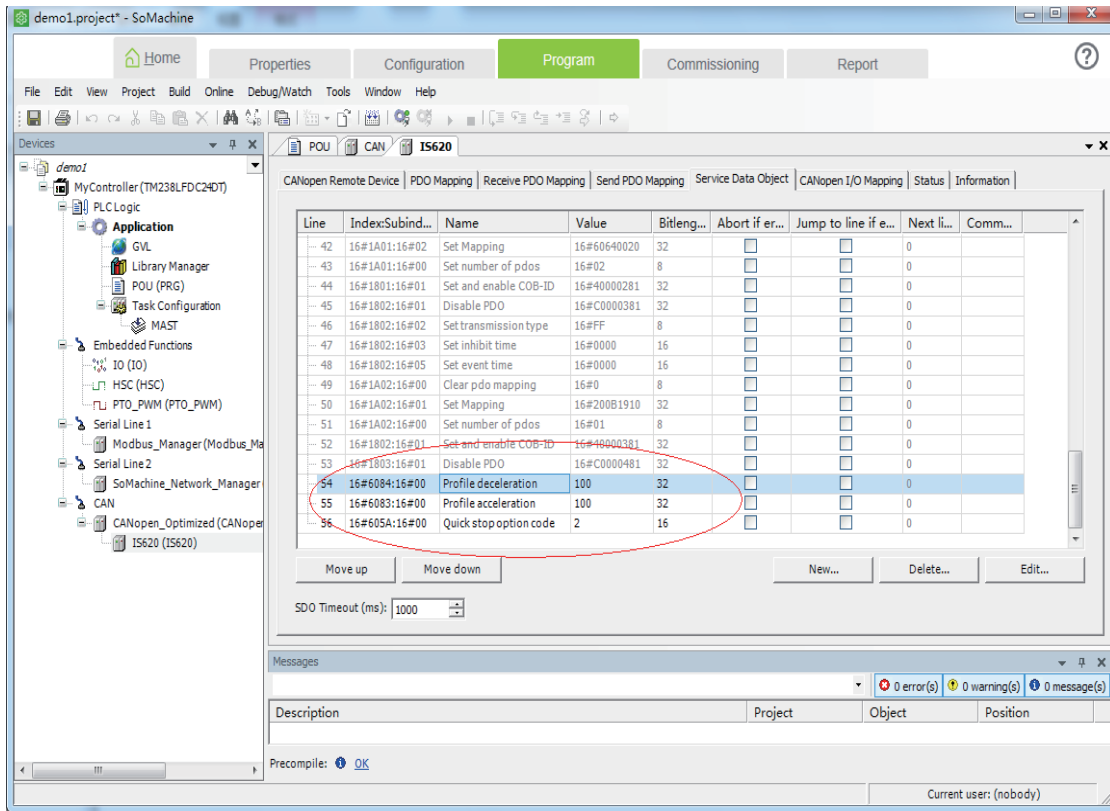 demo1.project* - SoMachine
Home Properties Configuration Program Commissioning Report
File Edit View Project Build Online Debug/Watch Tools Window Help
Devices
demo1
MyController (TM238LFDC24DT)
PLC Logic
Application
GVL
Library Manager
POU (PRG)
Task Configuration
MAST
Embedded Functions
IO (IO)
HSC (HSC)
PTO_PWM (PTO_PWM)
Serial Line 1
Modbus_Manager (Modbus_Ma
Serial Line 2
SoMachine_Network_Manager
CAN
CANopen_Optimized (CANoper
IS620 (IS620)
POU CAN IS620
CANopen Remote Device PDO Mapping Receive PDO Mapping Send PDO Mapping Service Data Object CANopen I/O Mapping Status Information
Line Index:Subind... Name Value Bitleng... Abort if er... Jump to line if e... Next li... Comm...
42 16#1A01:16#02 Set Mapping 16#60640020 32 0
43 16#1A01:16#00 Set number of pdos 16#02 8 0
44 16#1801:16#01 Set and enable COB-ID 16#40000281 32 0
45 16#1802:16#01 Disable PDO 16#C0000381 32 0
46 16#1802:16#02 Set transmission type 16#FF 8 0
47 16#1802:16#03 Set inhibit time 16#0000 16 0
48 16#1802:16#05 Set event time 16#0000 16 0
49 16#1A02:16#00 Clear pdo mapping 16#0 8 0
50 16#1A02:16#01 Set Mapping 16#200B1910 32 0
51 16#1A02:16#00 Set number of pdos 16#01 8 0
52 16#1802:16#01 Set and enable COB-ID 16#40000381 32 0
53 16#1803:16#01 Disable PDO 16#C0000481 32 0
54 16#6084:16#00 Profile deceleration 100 32 0
55 16#6083:16#00 Profile acceleration 100 32 0
56 16#605A:16#00 Quick stop option code 2 16 0
Move up Move down New... Delete... Edit...
SDO Timeout (ms): 1000
Messages
0 error(s) 0 warning(s) 0 message(s)
Description Project Object Position
Precompile: OK
Current user: (nobody)